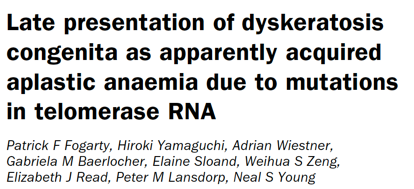 Late presentation of dyskeratosis
congenita as apparently acquired
aplastic anaemia due to mutations
in telomerase RNA
Patrick F Fogarty, Hiroki Yamaguchi, Adrian Wiestner,
Gabriela M Baerlocher, Elaine Sloand, Weihua S Zeng,
Elizabeth J Read, Peter M Lansdorp, Neal S Young